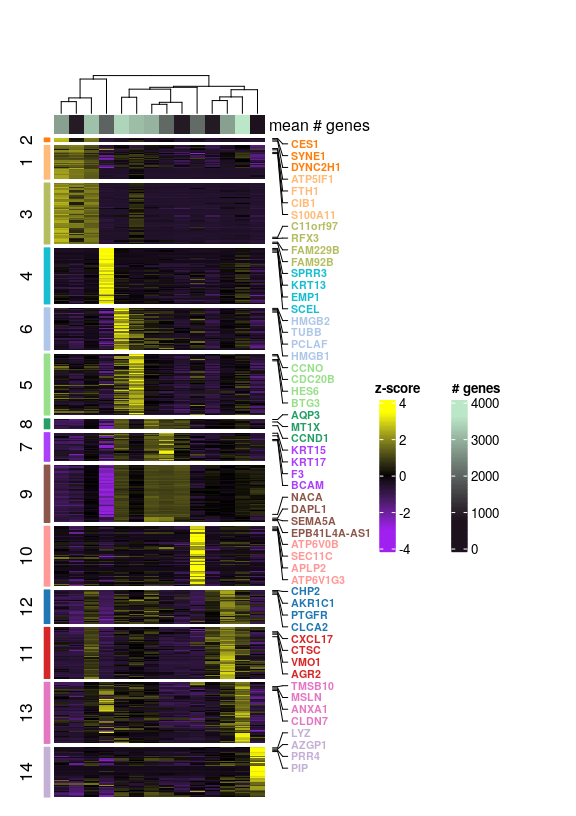 mean # genes
2
1
3
4
6
5
8
7
9
10
12
11
13
14
CES1
SYNE1
DYNC2H1
ATP5IF1
FTH1
CIB1
S100A11
C11orf97
RFX3
FAM229B
FAM92B
SPRR3
KRT13
EMP1
SCEL
HMGB2
TUBB
PCLAF
HMGB1
CCNO
CDC20B
HES6
BTG3
AQP3
MT1X
CCND1
KRT15
KRT17
F3
BCAM
NACA
DAPL1
SEMA5A
EPB41L4A-AS1
ATP6V0B
SEC11C
APLP2
ATP6V1G3
CHP2
AKR1C1
PTGFR
CLCA2
CXCL17
CTSC
VMO1
AGR2
TMSB10
MSLN
ANXA1
CLDN7
LYZ
AZGP1
PRR4
PIP
z-score
4
2
0
-2
-4
# genes
4000
3000
2000
1000
0